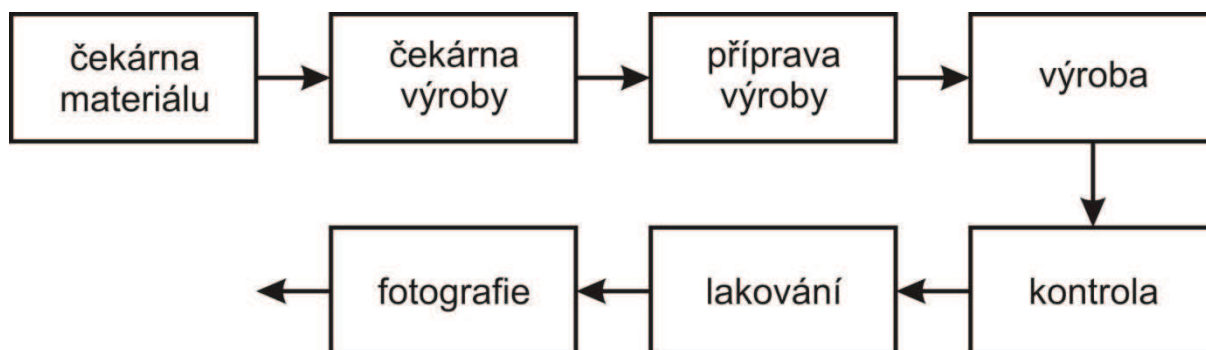 čekárna
materiálu
čekárna
výroby
příprava
výroby
výroba
kontrola
lakování
fotografie